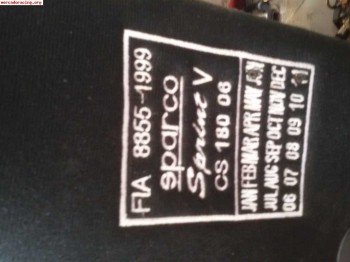 mercadoracing.org
FIA 8855-1999
sparco
Sprint V
CS 180 06
JAN FEB MAR APR MAY JUN
JUL AUG SEP OCT NOV DEC
06 07 08 09 10